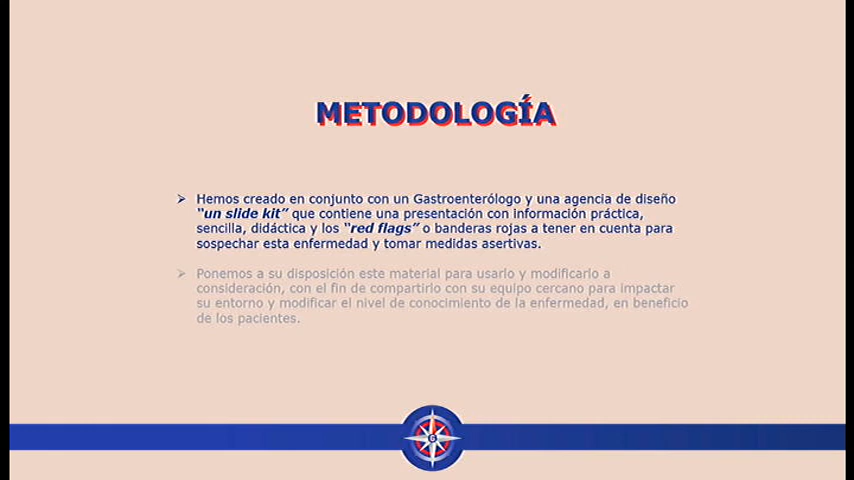 METODOLOGÍA
➢ Hemos creado en conjunto con un Gastroenterólogo y una agencia de diseño
“un slide kit” que contiene una presentación con información práctica,
sencilla, didáctica y los “red flags” o banderas rojas a tener en cuenta para
sospechar esta enfermedad y tomar medidas asertivas.
➢ Ponemos a su disposición este material para usarlo y modificarlo a
consideración, con el fin de compartirlo con su equipo cercano para impactar
su entorno y modificar el nivel de conocimiento de la enfermedad, en beneficio
de los pacientes.